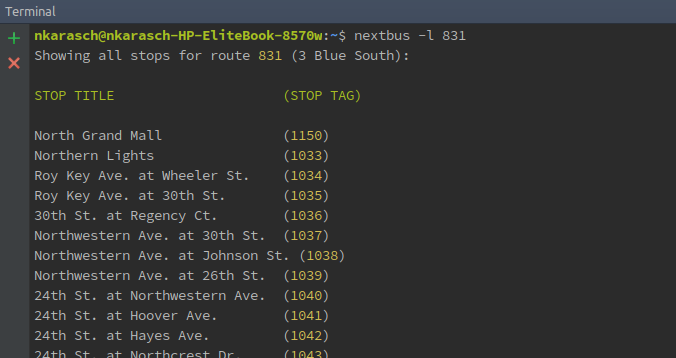 Terminal
nkarasch@nkarasch-HP-EliteBook-8570w:~$ nextbus -l 831
Showing all stops for route 831 (3 Blue South):
STOP TITLE (STOP TAG)
North Grand Mall (1150)
Northern Lights (1033)
Roy Key Ave. at Wheeler St. (1034)
Roy Key Ave. at 30th St. (1035)
30th St. at Regency Ct. (1036)
Northwestern Ave. at 30th St. (1037)
Northwestern Ave. at Johnson St. (1038)
Northwestern Ave. at 26th St. (1039)
24th St. at Northwestern Ave. (1040)
24th St. at Hoover Ave. (1041)
24th St. at Hayes Ave. (1042)
24th St. at Northcrest Dr. (1043)